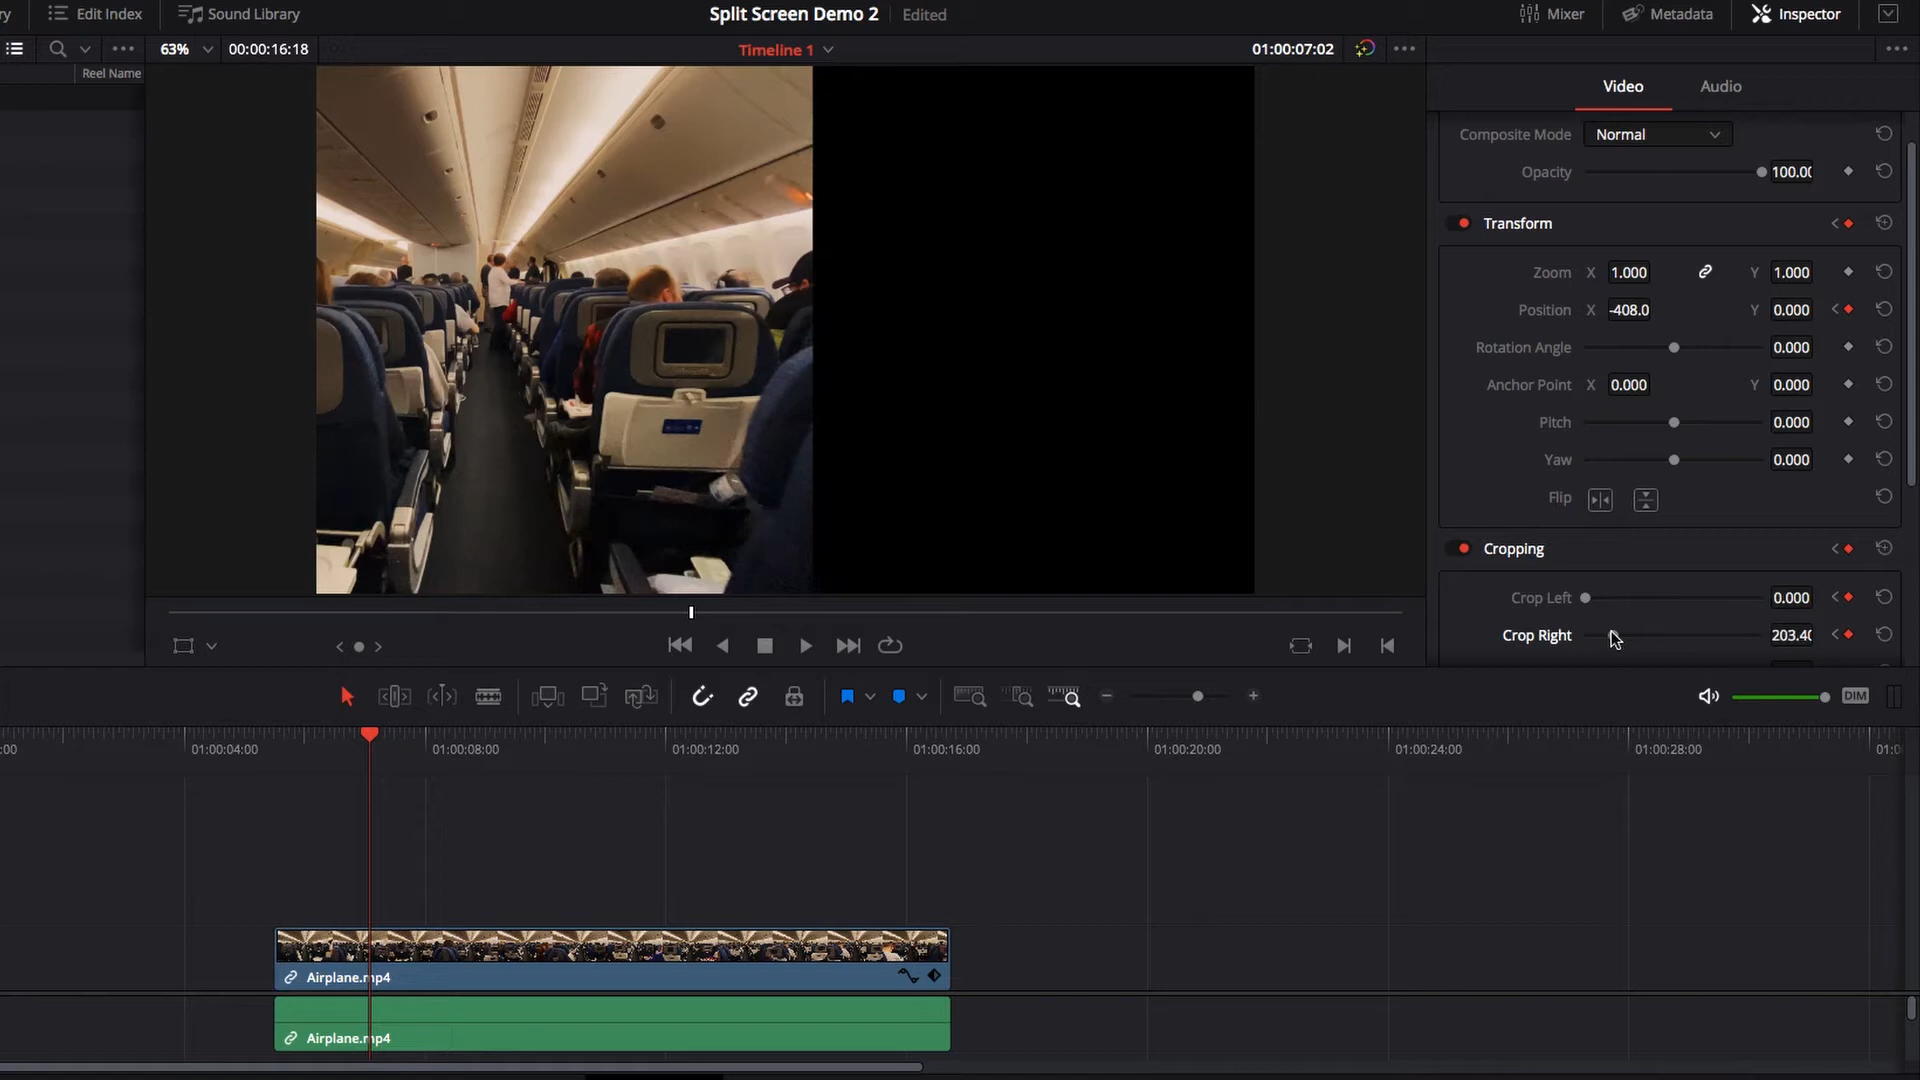 ry Edit Index Sound Library Split Screen Demo 2 Edited Mixer Metadata Inspector
63% 00:00:16:18 Timeline 1 01:00:07:02
Reel Name
Video Audio
Composite Mode Normal
Opacity 100.00
Transform
Zoom X 1.000 Y 1.000
Position X -408.0 Y 0.000
Rotation Angle 0.000
Anchor Point X 0.000 Y 0.000
Pitch 0.000
Yaw 0.000
Flip
Cropping
Crop Left 0.000
Crop Right 203.40
DIM
:00 01:00:04:00 01:00:08:00 01:00:12:00 01:00:16:00 01:00:20:00 01:00:24:00 01:00:28:00 01:0
Airplane.mp4
Airplane.mp4